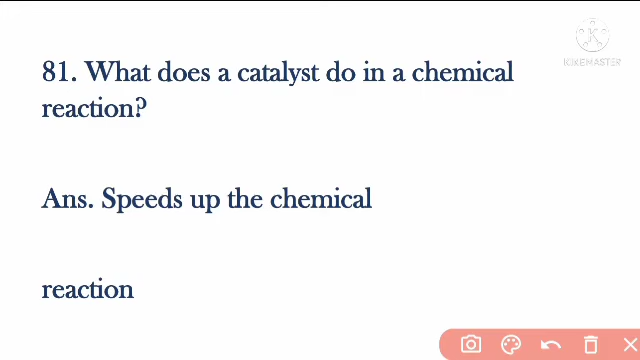 KINEMASTER
81. What does a catalyst do in a chemical
reaction?
Ans. Speeds up the chemical
reaction